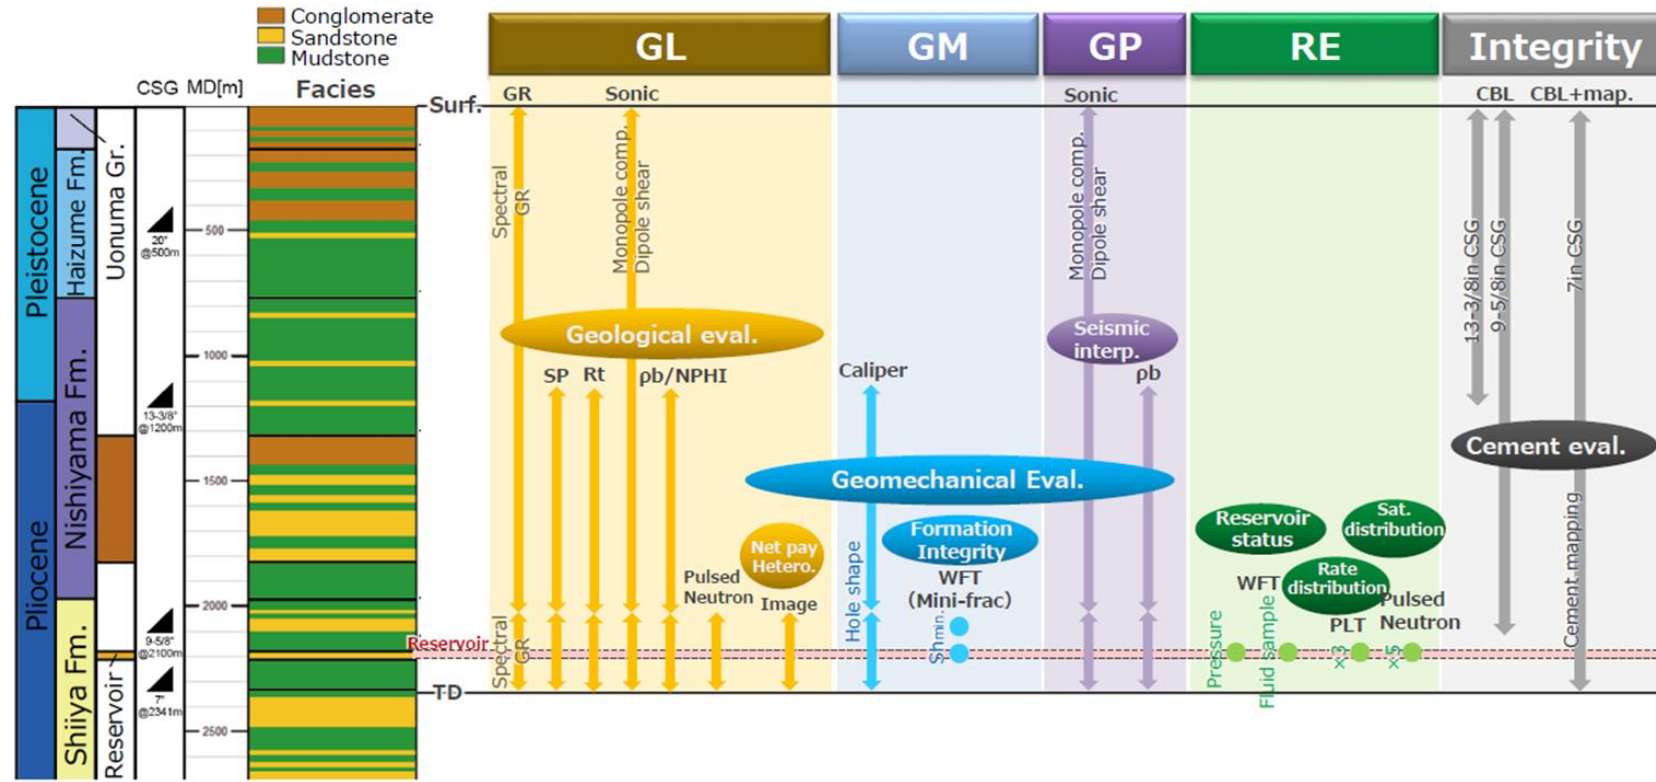 Conglomerate
Sandstone
Mudstone
CSG
MD[m]
Facies
GL
GM
GP
RE
Integrity
Surf.
GR
Sonic
Sonic
CBL
CBL+map.
Pleistocene
Pliocene
Haizume Fm.
Nishiyama Fm.
Shiiya Fm.
Uonuma Gr.
Reservoir
20"
@500m
13-3/8"
@1200m
9-5/8"
@2100m
7"
@2341m
500
1000
1500
2000
2500
Reservoir
TD
Spectral
GR
Monopole comp.
Dipole shear
Geological eval.
SP
Rt
ρb/NPHI
Pulsed
Neutron
Net pay
Hetero.
Image
Spectral
GR
Caliper
Geomechanical Eval.
Formation
Integrity
WFT
(Mini-frac)
Hole shape
Shmin.
Monopole comp.
Dipole shear
Seismic
interp.
ρb
Reservoir
status
Sat.
distribution
Rate
distribution
WFT
PLT
Pulsed
Neutron
Pressure
Fluid sample
×3
×5
13-3/8in CSG
9-5/8in CSG
7in CSG
Cement eval.
Cement mapping